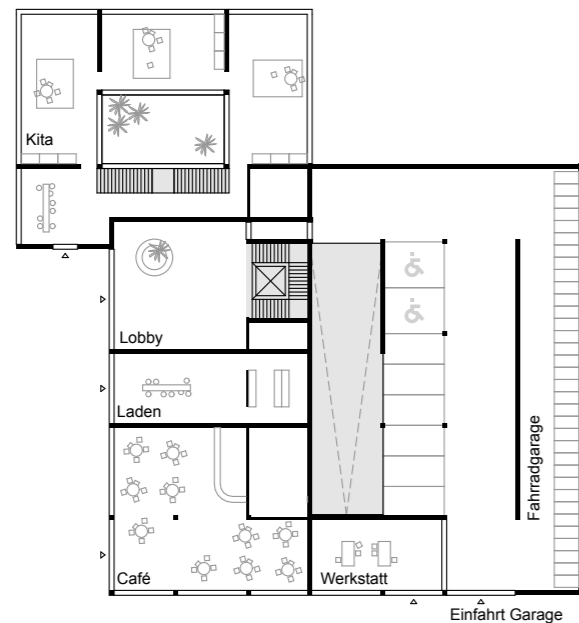 Kita
Lobby
Laden
Fahrradgarage
Café
Werkstatt
Einfahrt Garage